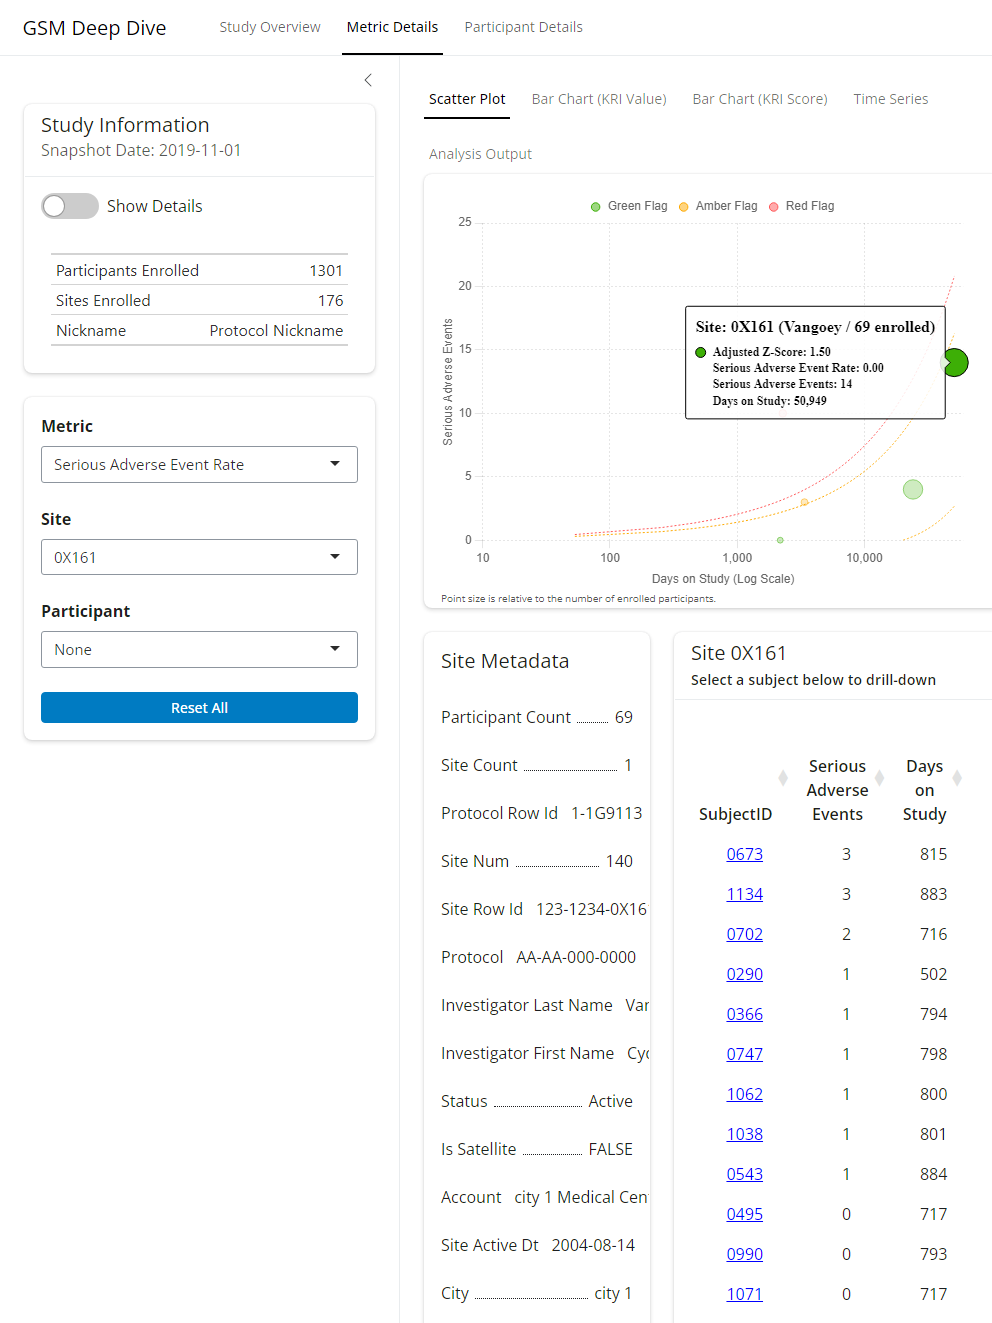 GSM Deep Dive
Study Overview
Metric Details
Participant Details
Study Information
Snapshot Date: 2019-11-01
Show Details
Participants Enrolled 1301
Sites Enrolled 176
Nickname Protocol Nickname
Metric
Serious Adverse Event Rate
Site
0X161
Participant
None
Reset All
Scatter Plot
Bar Chart (KRI Value)
Bar Chart (KRI Score)
Time Series
Analysis Output
Green Flag Amber Flag Red Flag
25
20
15
10
5
0
Serious Adverse Events
Site: 0X161 (Vangoey / 69 enrolled)
Adjusted Z-Score: 1.50
Serious Adverse Event Rate: 0.00
Serious Adverse Events: 14
Days on Study: 50,949
10 100 1,000 10,000
Days on Study (Log Scale)
Point size is relative to the number of enrolled participants.
Site Metadata
Participant Count 69
Site Count 1
Protocol Row Id 1-1G9113
Site Num 140
Site Row Id 123-1234-0X16
Protocol AA-AA-000-0000
Investigator Last Name Var
Investigator First Name Cyc
Status Active
Is Satellite FALSE
Account city 1 Medical Cen
Site Active Dt 2004-08-14
City city 1
Site 0X161
Select a subject below to drill-down
SubjectID
Serious
Adverse
Events
Days
on
Study
0673 3 815
1134 3 883
0702 2 716
0290 1 502
0366 1 794
0747 1 798
1062 1 800
1038 1 801
0543 1 884
0495 0 717
0990 0 793
1071 0 717